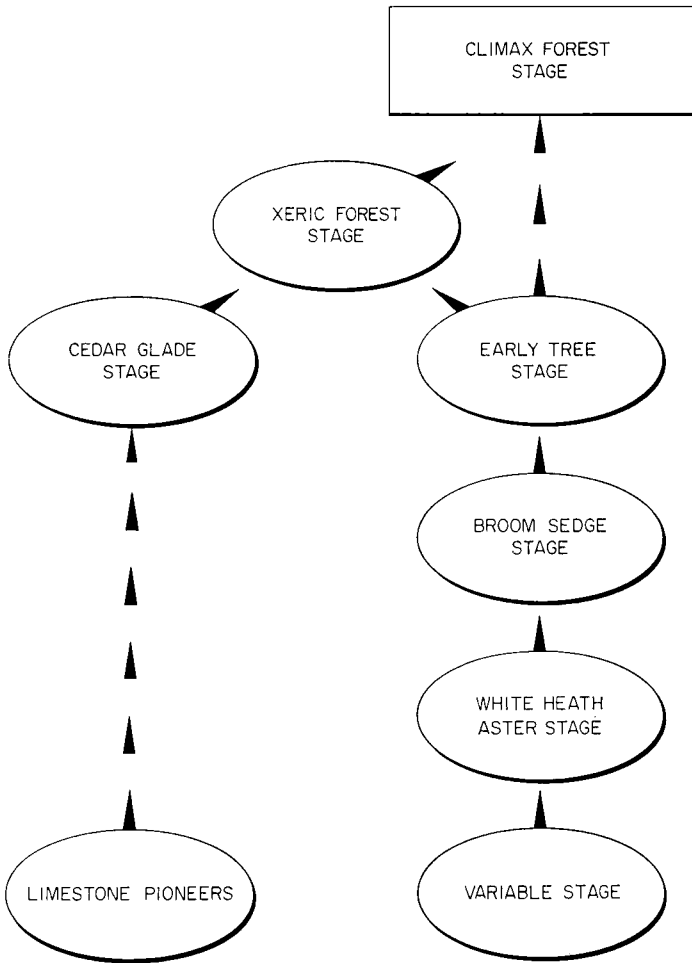 CLIMAX FOREST
STAGE
XERIC FOREST
STAGE
CEDAR GLADE
STAGE
EARLY TREE
STAGE
BROOM SEDGE
STAGE
WHITE HEATH
ASTER STAGE
LIMESTONE PIONEERS
VARIABLE STAGE